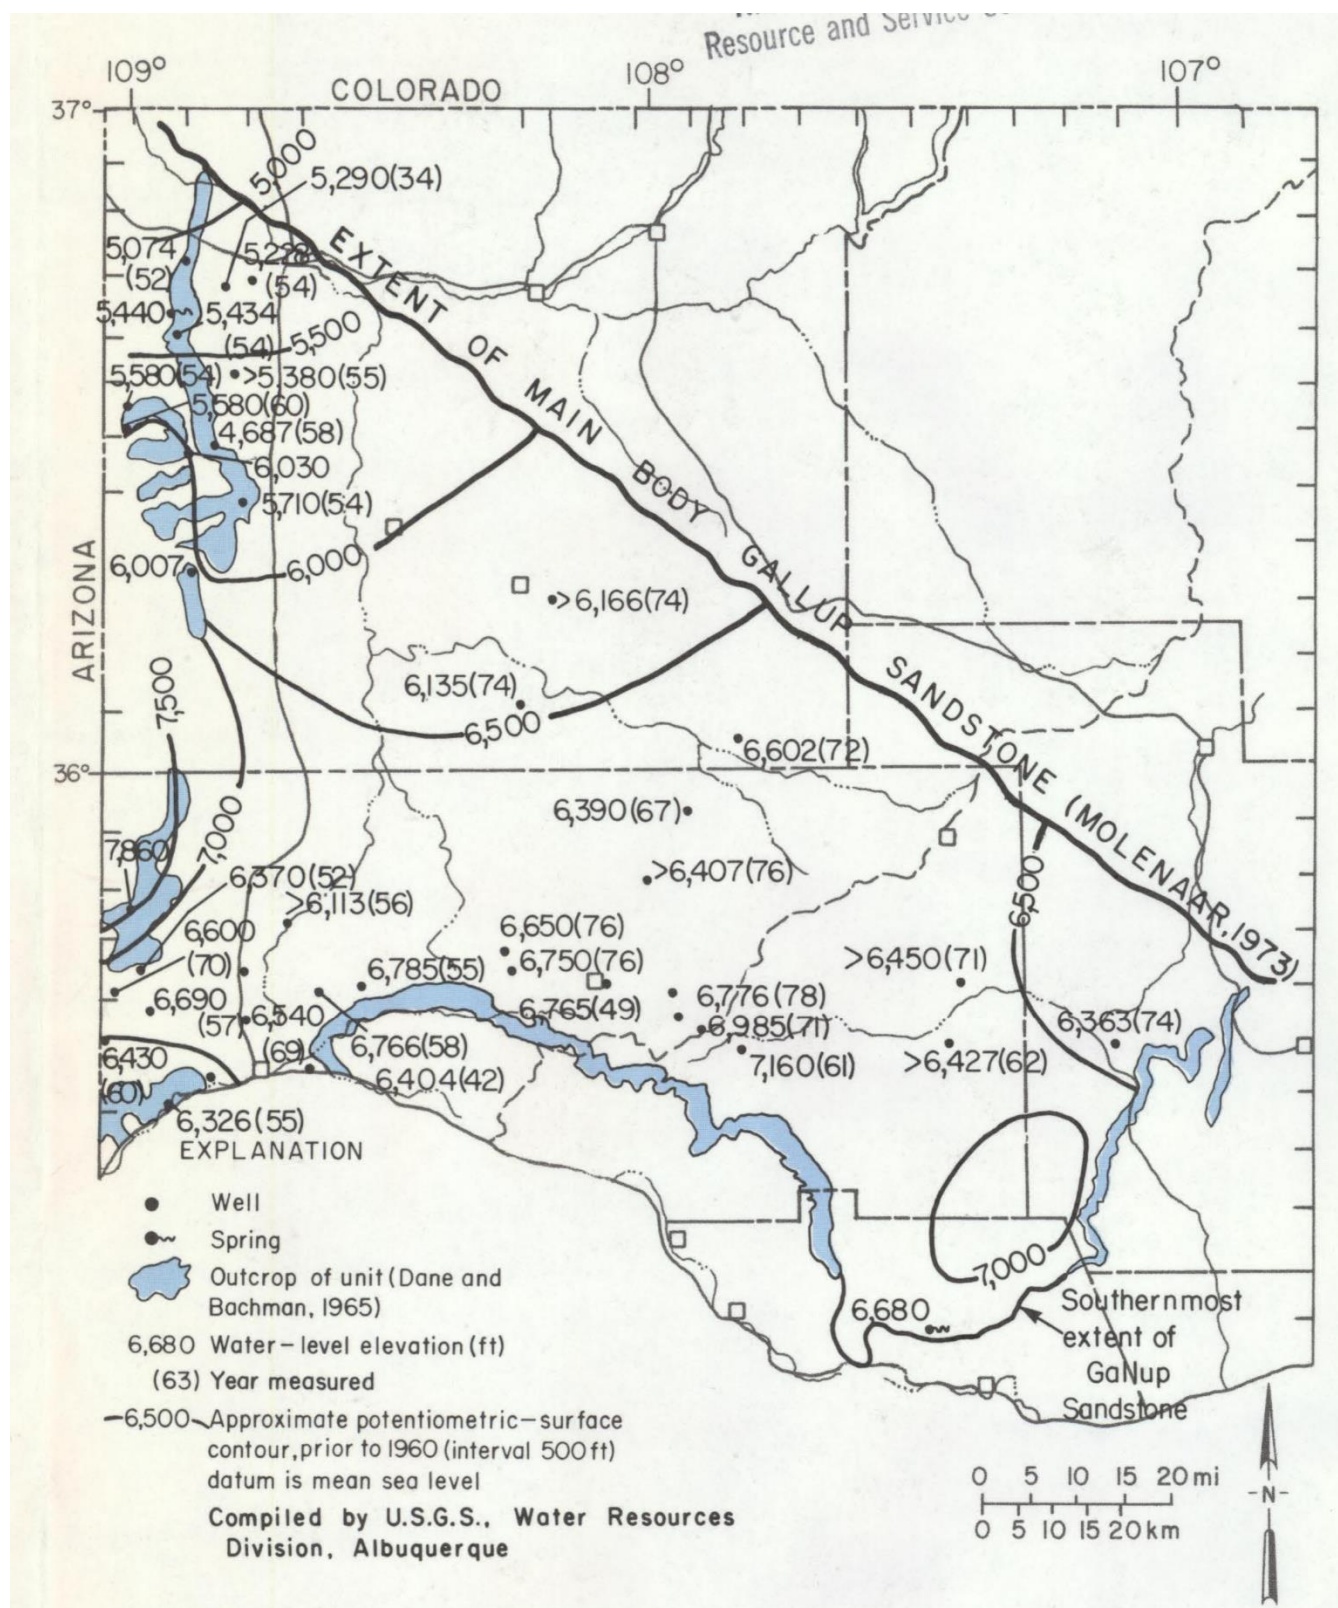 Resource and Service
109°
108°
107°
37°
COLORADO
5,000
5,290(34)
5,074
(52)
5,228
(54)
5,440
5,434
(54)
5,500
5,580(54)
>5,380(55)
5,580(60)
4,687(58)
6,030
5,710(54)
6,007
6,000
ARIZONA
EXTENT OF MAIN BODY GALLUP SANDSTONE (MOLENAAR, 1973)
>6,166(74)
6,135(74)
6,500
7,500
6,602(72)
36°
6,390(67)
7,000
7,860
6,370(52)
>6,407(76)
>6,113(56)
6,500
6,600
(70)
6,650(76)
6,785(55)
6,750(76)
>6,450(71)
6,690
(57)
6,540
(69)
6,765(49)
6,776(78)
6,985(71)
6,363(74)
6,430
(60)
6,766(58)
7,160(61)
>6,427(62)
6,404(42)
6,326(55)
7,000
6,680
Southernmost
extent of
Gallup
Sandstone
EXPLANATION
Well
Spring
Outcrop of unit (Dane and
Bachman, 1965)
6,680 Water-level elevation (ft)
(63) Year measured
6,500 Approximate potentiometric-surface
contour, prior to 1960 (interval 500 ft)
datum is mean sea level
Compiled by U.S.G.S., Water Resources
Division, Albuquerque
0 5 10 15 20 mi
0 5 10 15 20 km
N